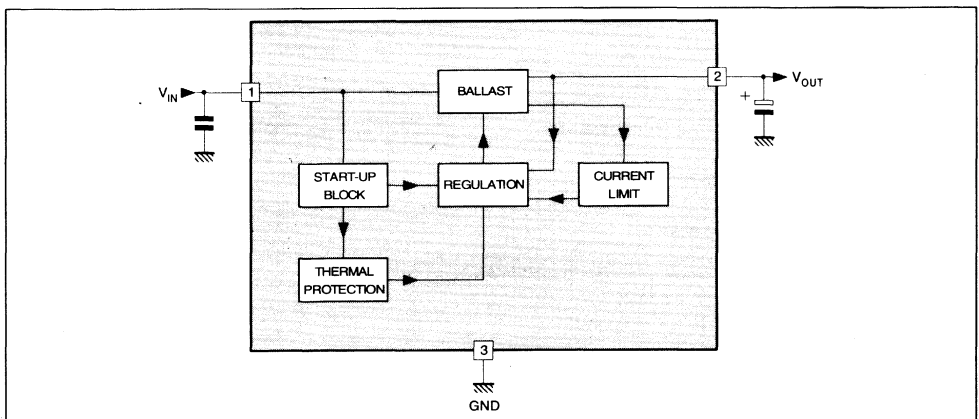 V_IN
1
BALLAST
2
V_OUT
+
START-UP
BLOCK
REGULATION
CURRENT
LIMIT
THERMAL
PROTECTION
3
GND